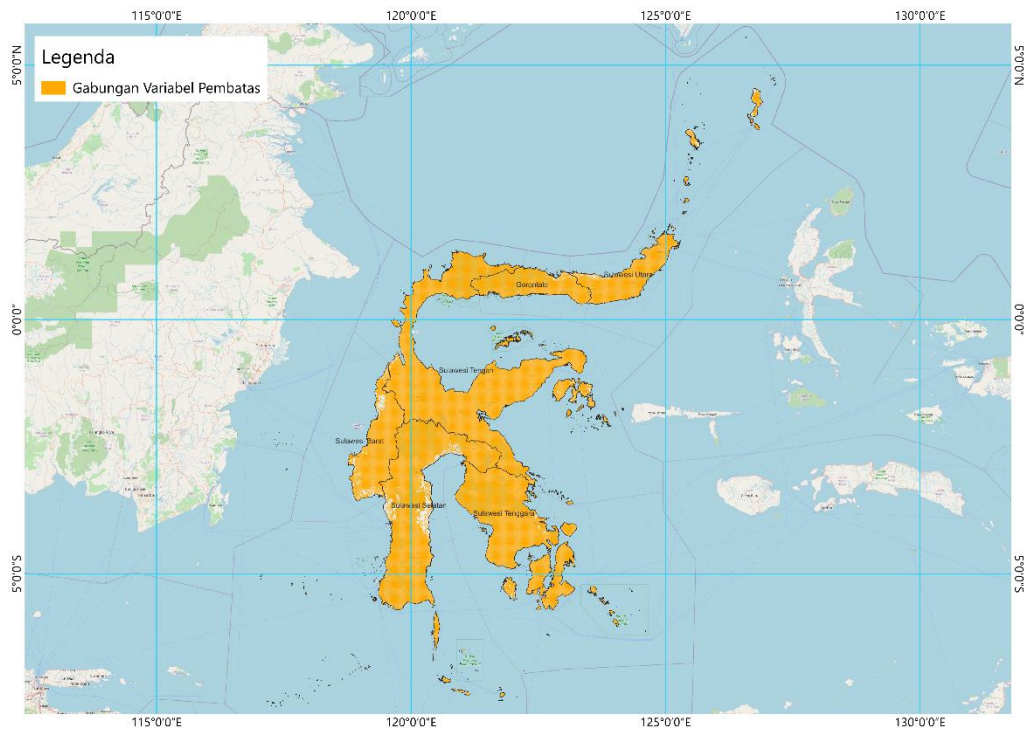 115°0'0"E 120°0'0"E 125°0'0"E 130°0'0"E
Legenda
Gabungan Variabel Pembatas
5°0'0"N
5°0'0"N
Sulawesi Utara
Gorontalo
0°0'0"
0°0'0"
Sulawesi Tengah
Sulawesi Barat
Sulawesi Selatan
Sulawesi Tenggara
5°0'0"S
5°0'0"S
115°0'0"E 120°0'0"E 125°0'0"E 130°0'0"E